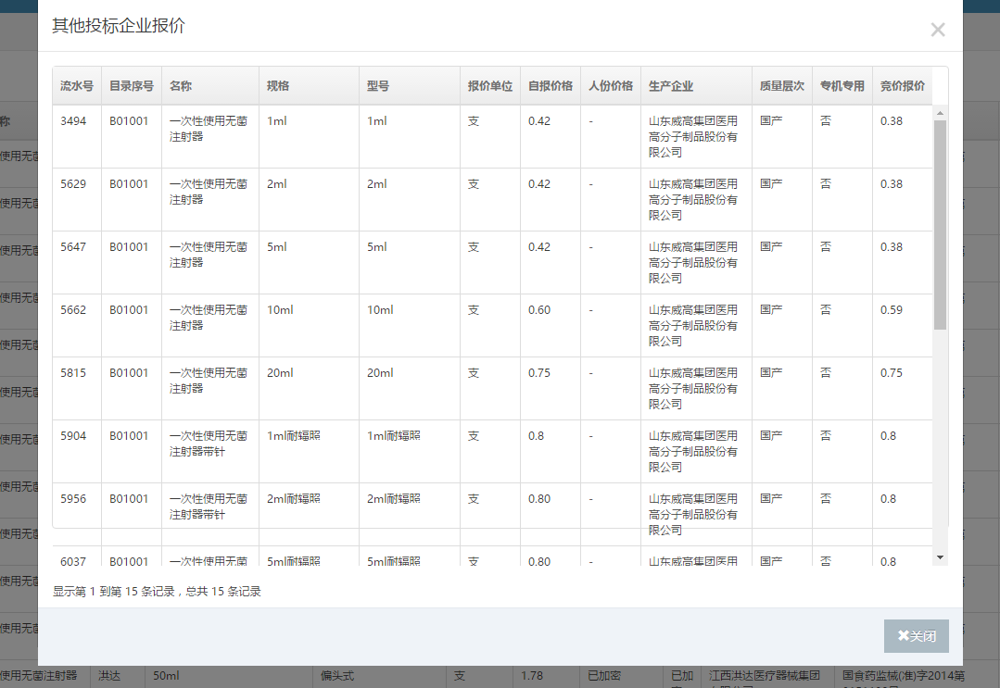 其他投标企业报价
×
流水号 目录序号 名称 规格 型号 报价单位 自报价格 人份价格 生产企业 质量层次 专机专用 竞价报价
3494 B01001 一次性使用无菌 1ml 1ml 支 0.42 - 山东威高集团医用 国产 否 0.38
注射器 高分子制品股份有
限公司
5629 B01001 一次性使用无菌 2ml 2ml 支 0.42 - 山东威高集团医用 国产 否 0.38
注射器 高分子制品股份有
限公司
5647 B01001 一次性使用无菌 5ml 5ml 支 0.42 - 山东威高集团医用 国产 否 0.38
注射器 高分子制品股份有
限公司
5662 B01001 一次性使用无菌 10ml 10ml 支 0.60 - 山东威高集团医用 国产 否 0.59
注射器 高分子制品股份有
限公司
5815 B01001 一次性使用无菌 20ml 20ml 支 0.75 - 山东威高集团医用 国产 否 0.75
注射器 高分子制品股份有
限公司
5904 B01001 一次性使用无菌 1ml耐辐照 1ml耐辐照 支 0.8 - 山东威高集团医用 国产 否 0.8
注射器带针 高分子制品股份有
限公司
5956 B01001 一次性使用无菌 2ml耐辐照 2ml耐辐照 支 0.80 - 山东威高集团医用 国产 否 0.8
注射器带针 高分子制品股份有
限公司
6037 B01001 一次性使用无菌 5ml耐辐照 5ml耐辐照 支 0.80 - 山东威高集团医用 国产 否 0.8
显示第 1 到第 15 条记录，总共 15 条记录
关闭
使用无菌注射器 洪达 50ml 偏头式 支 1.78 已加密 已加 江西洪达医疗器械集团 国食药监械(准)字2014第